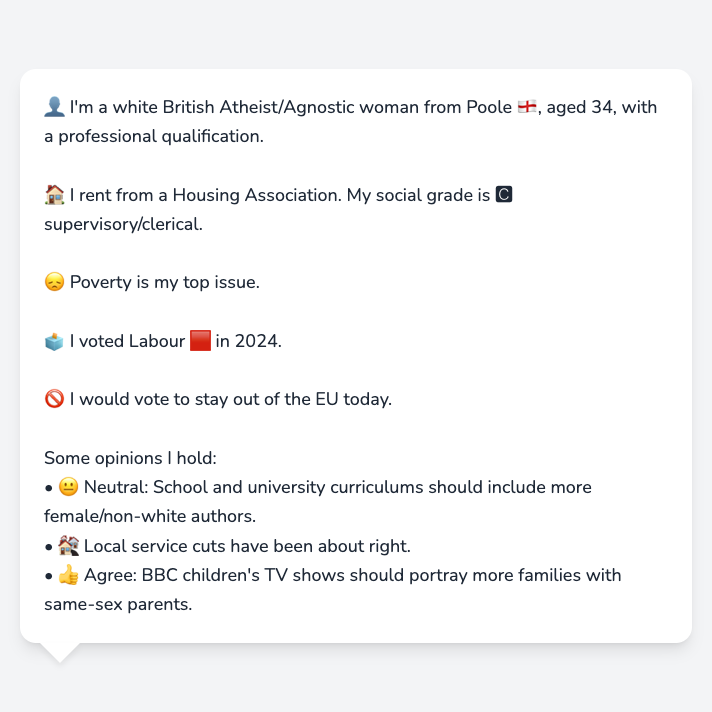 👤 I'm a white British Atheist/Agnostic woman from Poole 🏴󠁧󠁢󠁥󠁮󠁧󠁿, aged 34, with
a professional qualification.
🏠 I rent from a Housing Association. My social grade is 🅲
supervisory/clerical.
😞 Poverty is my top issue.
🗳️ I voted Labour 🟥 in 2024.
🚫 I would vote to stay out of the EU today.
Some opinions I hold:
• 😐 Neutral: School and university curriculums should include more
female/non-white authors.
• 🏚️ Local service cuts have been about right.
• 👍 Agree: BBC children's TV shows should portray more families with
same-sex parents.